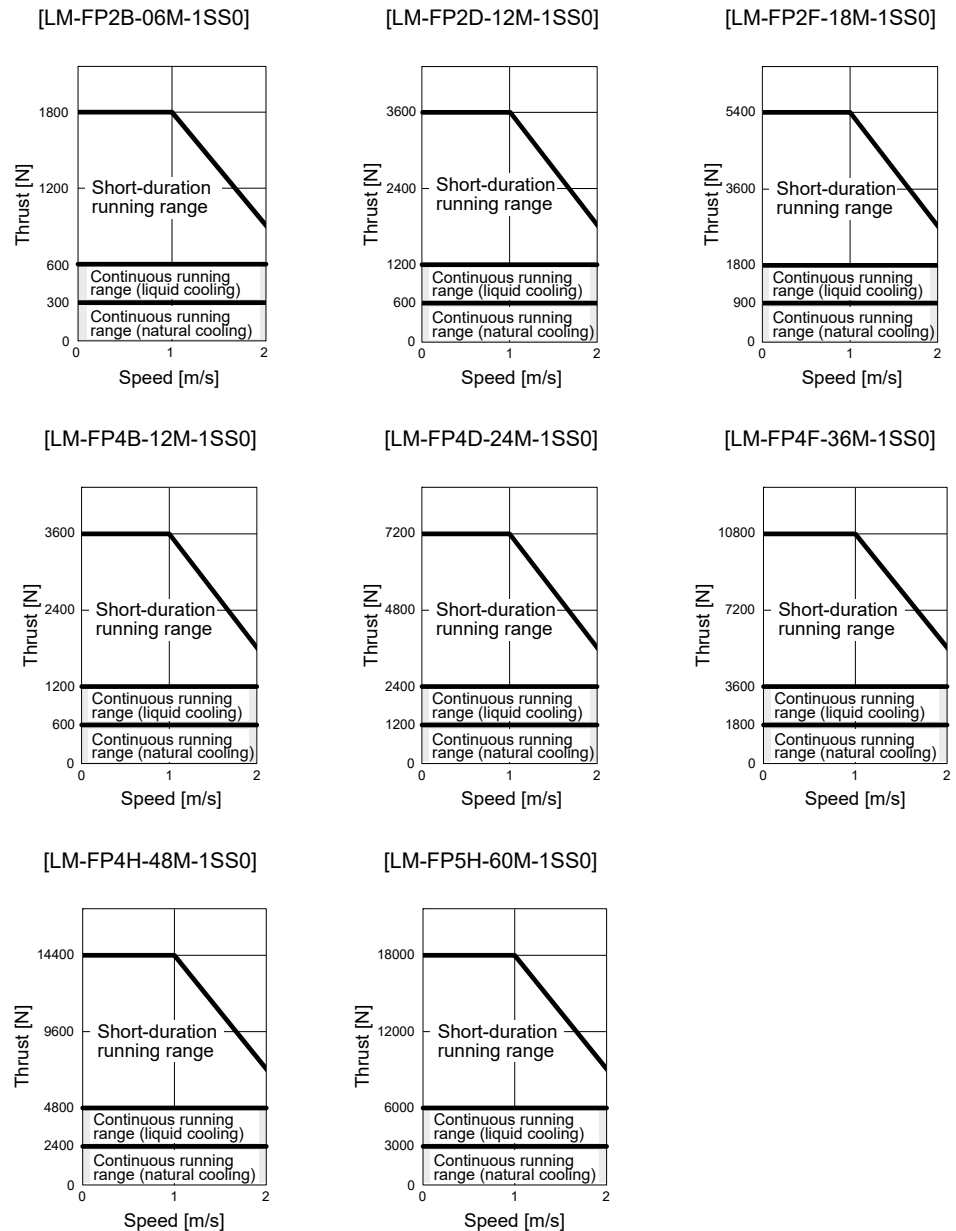 [LM-FP2B-06M-1SS0]
Thrust [N]
1800
1200
600
300
0
Short-duration
running range
Continuous running
range (liquid cooling)
Continuous running
range (natural cooling)
0 1 2
Speed [m/s]
[LM-FP2D-12M-1SS0]
Thrust [N]
3600
2400
1200
600
0
Short-duration
running range
Continuous running
range (liquid cooling)
Continuous running
range (natural cooling)
0 1 2
Speed [m/s]
[LM-FP2F-18M-1SS0]
Thrust [N]
5400
3600
1800
900
0
Short-duration
running range
Continuous running
range (liquid cooling)
Continuous running
range (natural cooling)
0 1 2
Speed [m/s]
[LM-FP4B-12M-1SS0]
Thrust [N]
3600
2400
1200
600
0
Short-duration
running range
Continuous running
range (liquid cooling)
Continuous running
range (natural cooling)
0 1 2
Speed [m/s]
[LM-FP4D-24M-1SS0]
Thrust [N]
7200
4800
2400
1200
0
Short-duration
running range
Continuous running
range (liquid cooling)
Continuous running
range (natural cooling)
0 1 2
Speed [m/s]
[LM-FP4F-36M-1SS0]
Thrust [N]
10800
7200
3600
1800
0
Short-duration
running range
Continuous running
range (liquid cooling)
Continuous running
range (natural cooling)
0 1 2
Speed [m/s]
[LM-FP4H-48M-1SS0]
Thrust [N]
14400
9600
4800
2400
0
Short-duration
running range
Continuous running
range (liquid cooling)
Continuous running
range (natural cooling)
0 1 2
Speed [m/s]
[LM-FP5H-60M-1SS0]
Thrust [N]
18000
12000
6000
3000
0
Short-duration
running range
Continuous running
range (liquid cooling)
Continuous running
range (natural cooling)
0 1 2
Speed [m/s]